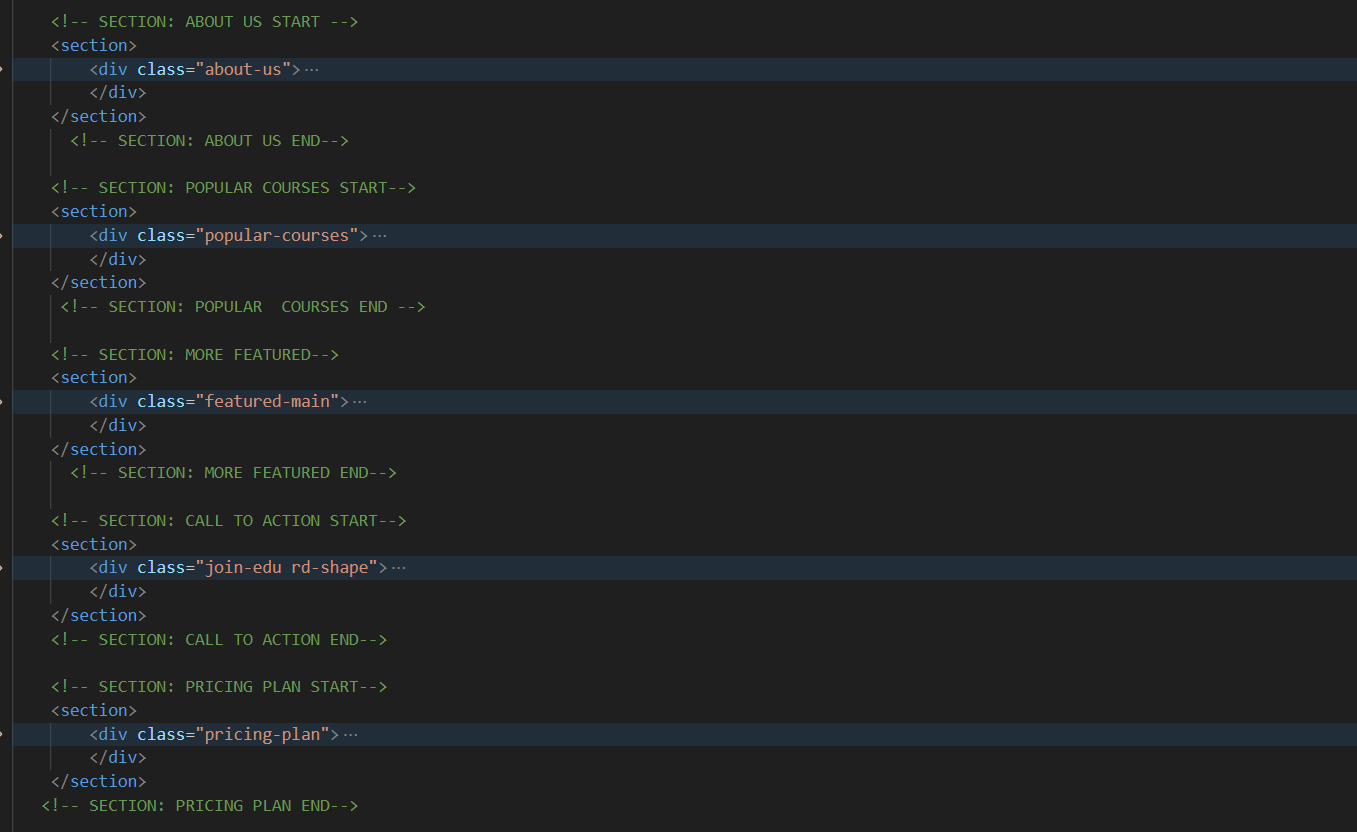 <!-- SECTION: ABOUT US START -->
<section>
<div class="about-us">···
</div>
</section>
<!-- SECTION: ABOUT US END-->
<!-- SECTION: POPULAR COURSES START-->
<section>
<div class="popular-courses">···
</div>
</section>
<!-- SECTION: POPULAR  COURSES END -->
<!-- SECTION: MORE FEATURED-->
<section>
<div class="featured-main">···
</div>
</section>
<!-- SECTION: MORE FEATURED END-->
<!-- SECTION: CALL TO ACTION START-->
<section>
<div class="join-edu rd-shape">···
</div>
</section>
<!-- SECTION: CALL TO ACTION END-->
<!-- SECTION: PRICING PLAN START-->
<section>
<div class="pricing-plan">···
</div>
</section>
<!-- SECTION: PRICING PLAN END-->